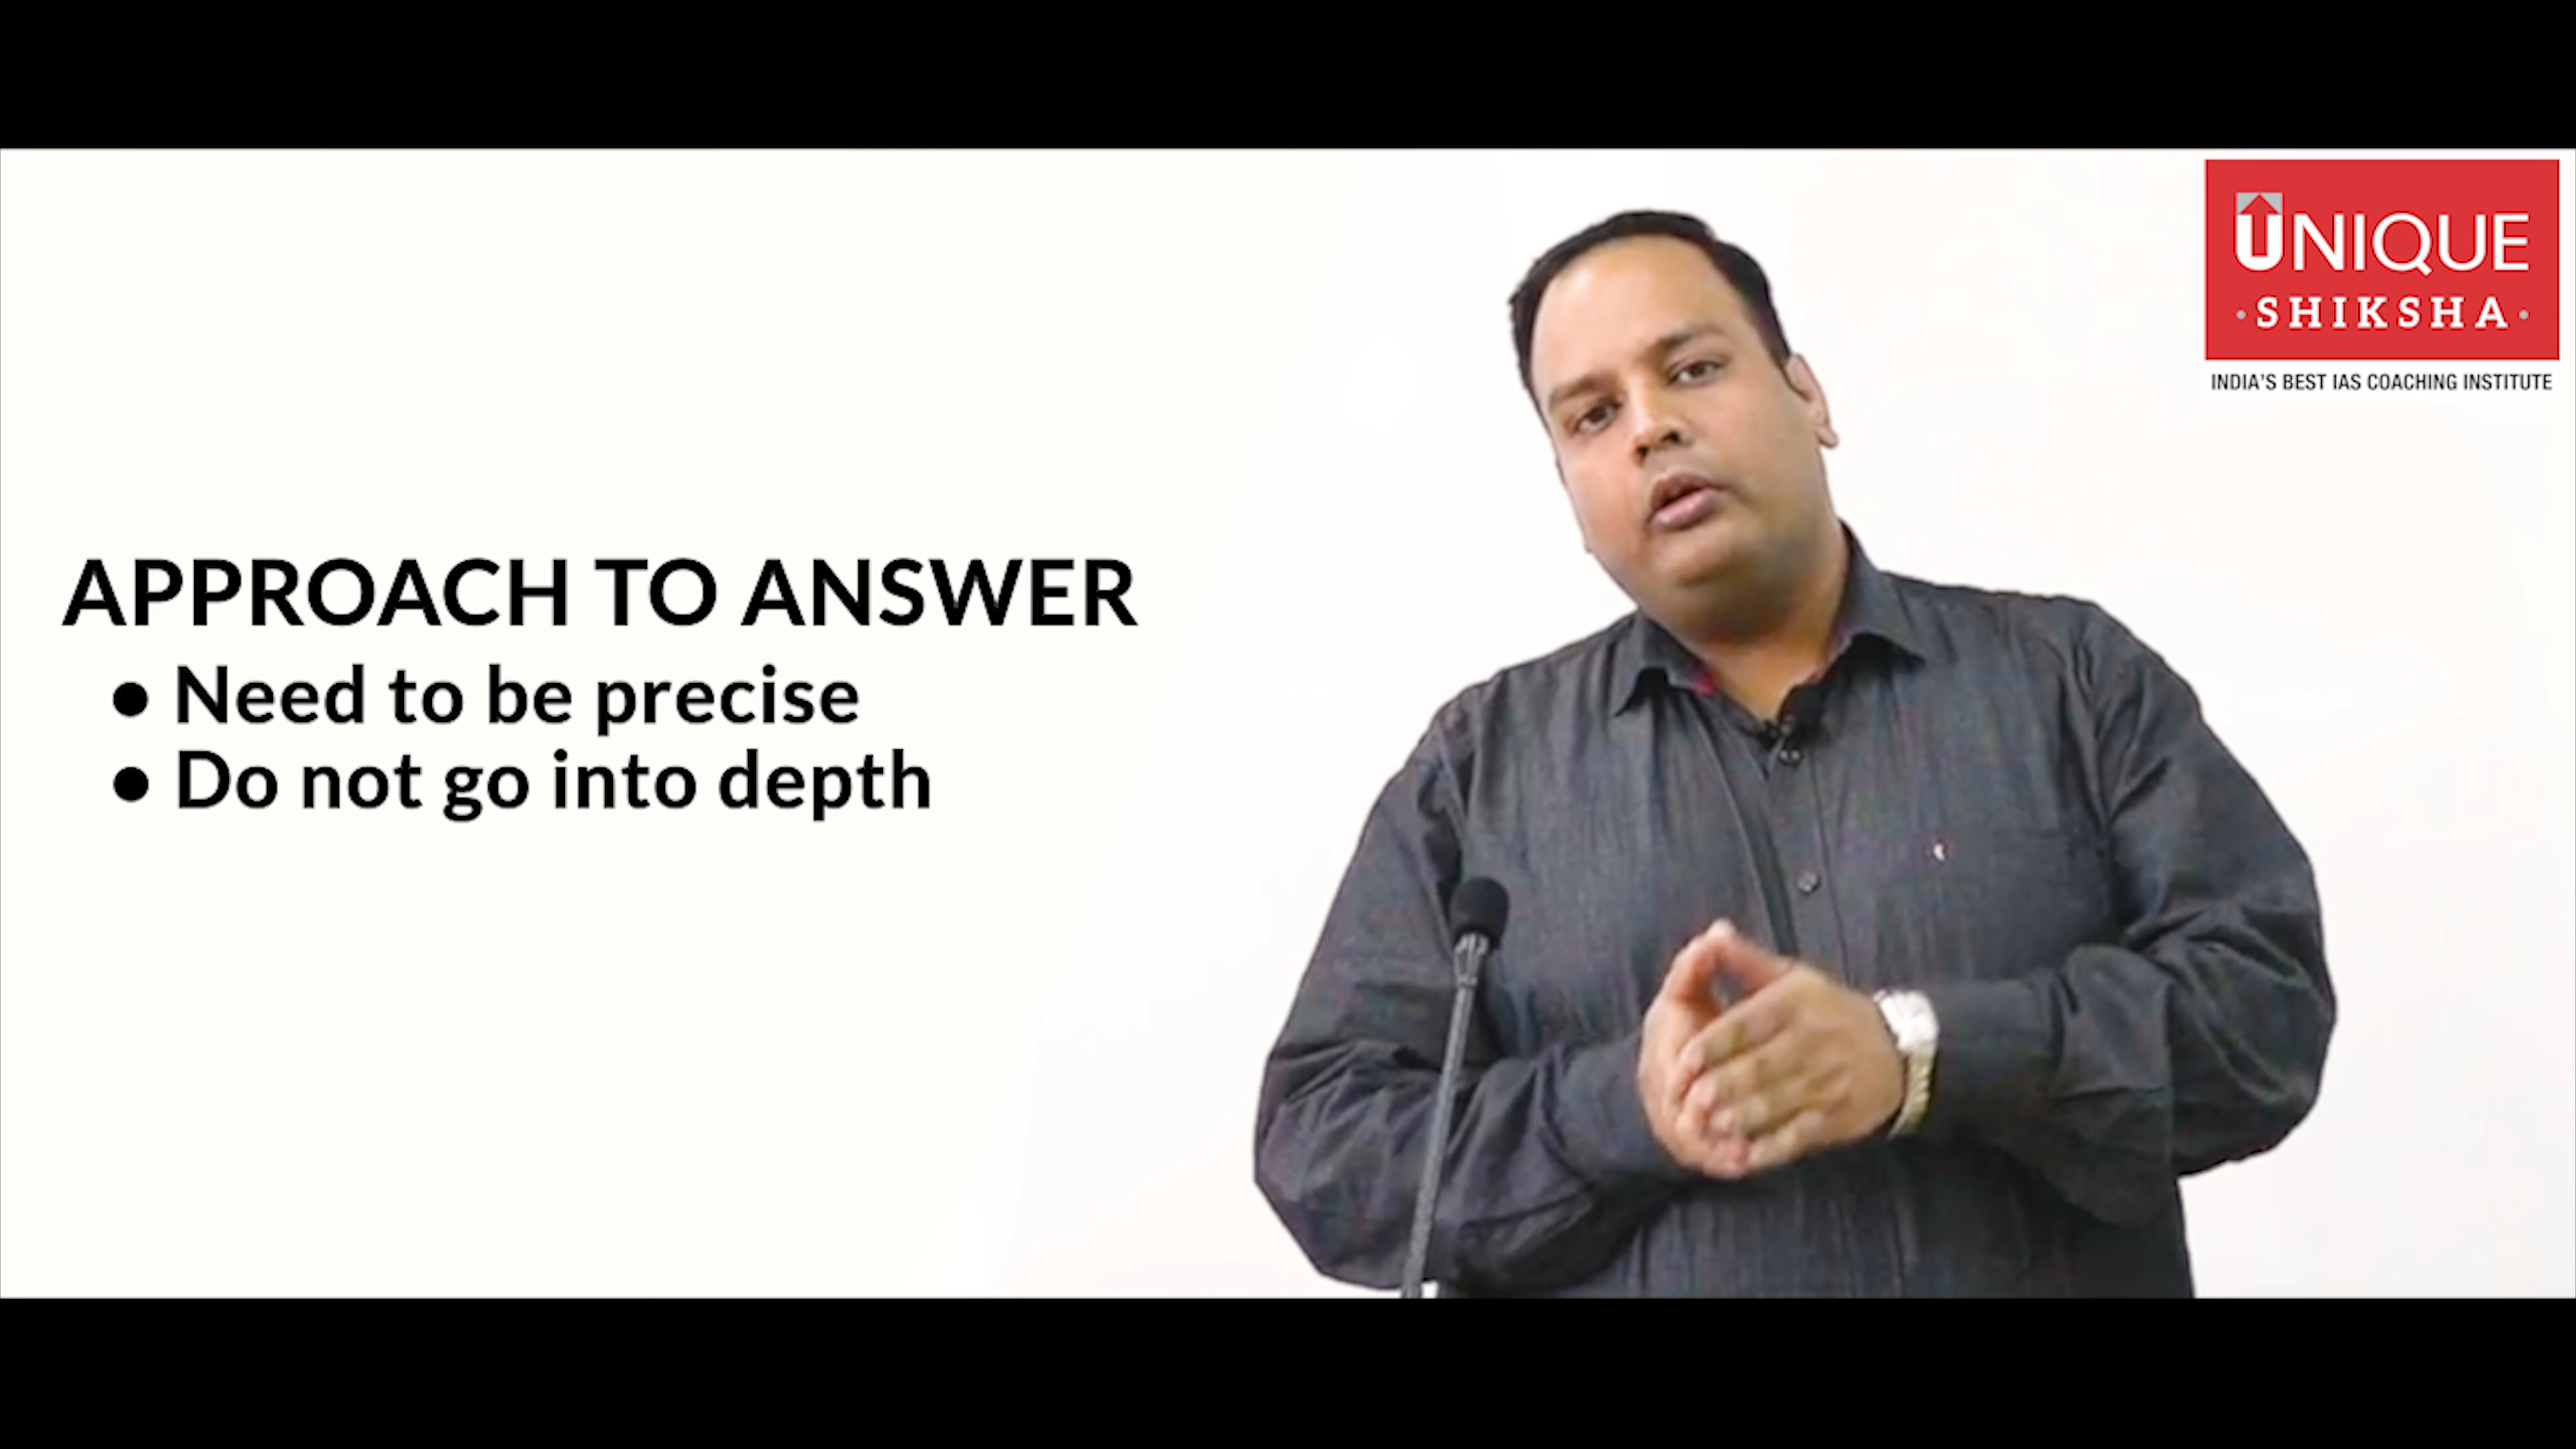 UNIQUE
·SHIKSHA·
INDIA'S BEST IAS COACHING INSTITUTE
APPROACH TO ANSWER
• Need to be precise
• Do not go into depth